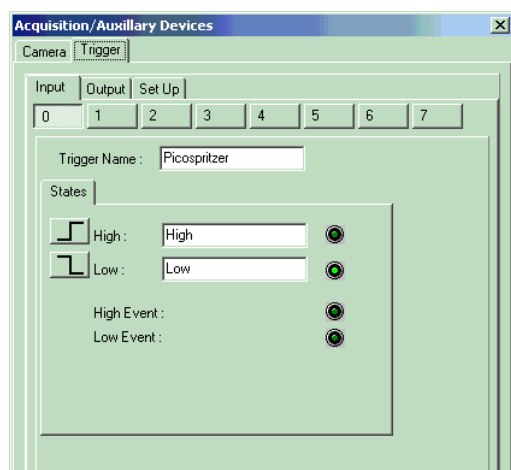 Acquisition/Auxillary Devices
Camera Trigger
Input Output Set Up
0 1 2 3 4 5 6 7
Trigger Name : Picospritzer
States
High : High
Low : Low
High Event :
Low Event :